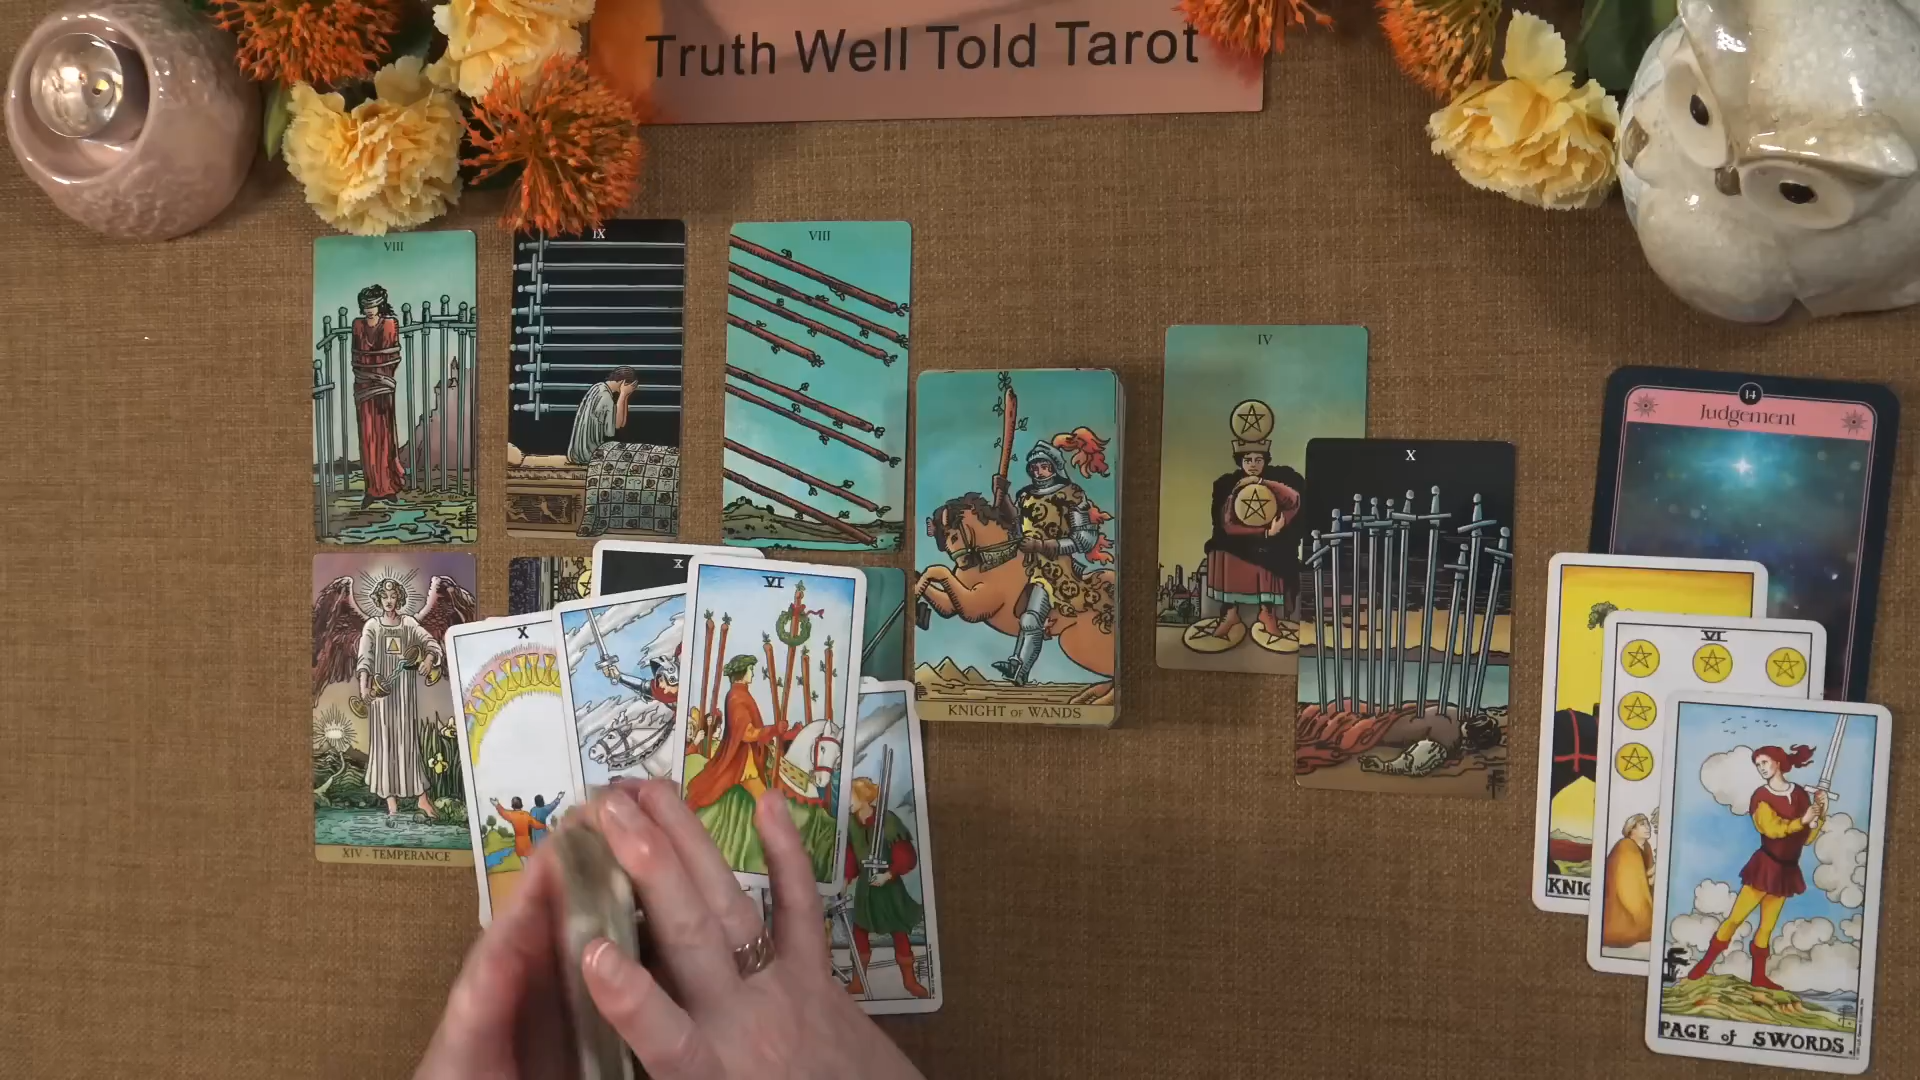 Truth Well Told Tarot
VIII
IX
VIII
IV
X
14
Judgement
KNIGHT OF WANDS
XIV - TEMPERANCE
X
X
VI
VI
KNIG
PAGE of SWORDS.